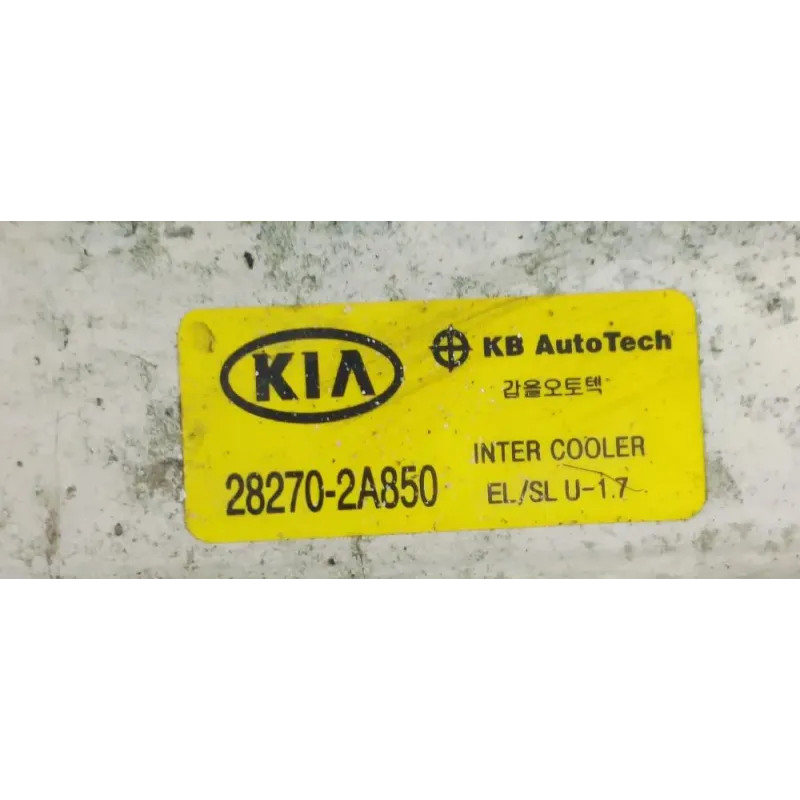 KIA
KB AutoTech
갑을오토텍
28270-2A850
INTER COOLER
EL/SL U-1.7